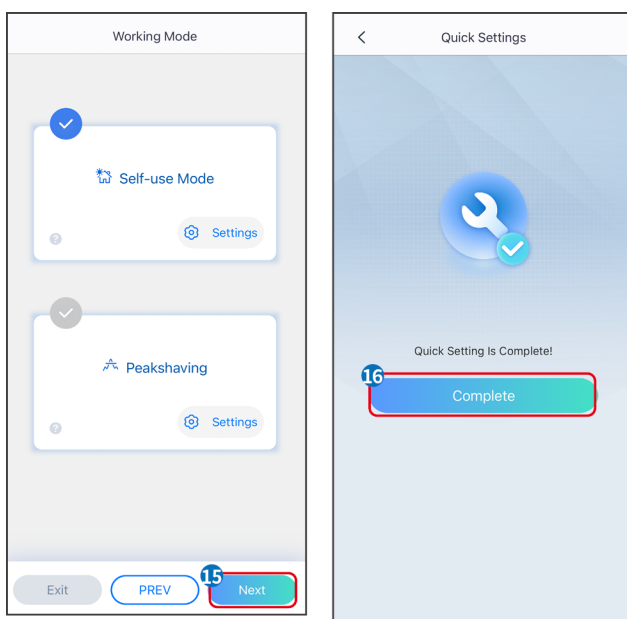 Working Mode
Self-use Mode
?
Settings
Peakshaving
?
Settings
Exit
PREV
15
Next
Quick Settings
Quick Setting Is Complete!
16
Complete